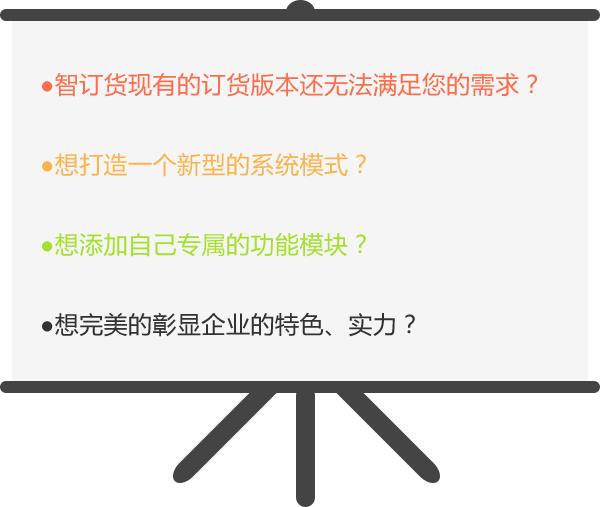 ●智订货现有的订货版本还无法满足您的需求？
●想打造一个新型的系统模式？
●想添加自己专属的功能模块？
●想完美的彰显企业的特色、实力？